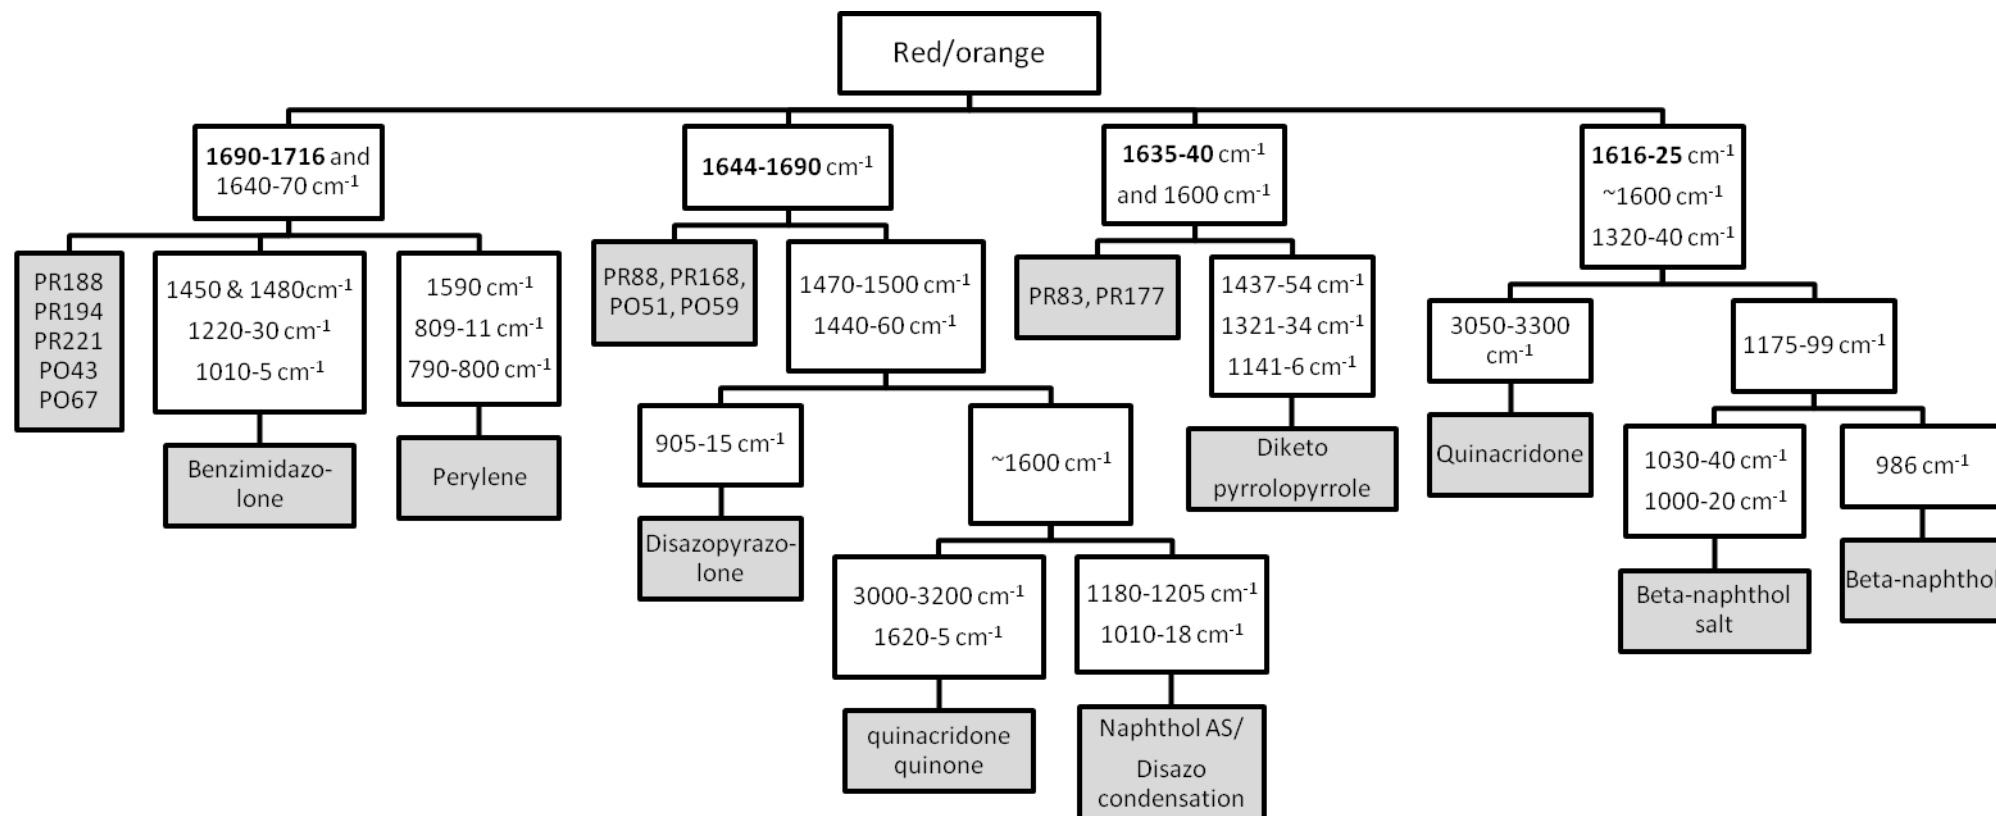 Red/orange
1690-1716 and
1640-70 cm⁻¹
1644-1690 cm⁻¹
1635-40 cm⁻¹
and 1600 cm⁻¹
1616-25 cm⁻¹
~1600 cm⁻¹
1320-40 cm⁻¹
PR188
PR194
PR221
PO43
PO67
1450 & 1480cm⁻¹
1220-30 cm⁻¹
1010-5 cm⁻¹
1590 cm⁻¹
809-11 cm⁻¹
790-800 cm⁻¹
PR88, PR168,
PO51, PO59
1470-1500 cm⁻¹
1440-60 cm⁻¹
PR83, PR177
1437-54 cm⁻¹
1321-34 cm⁻¹
1141-6 cm⁻¹
3050-3300
cm⁻¹
1175-99 cm⁻¹
Benzimidazo-
lone
Perylene
905-15 cm⁻¹
~1600 cm⁻¹
Diketo
pyrrolopyrrole
Quinacridone
1030-40 cm⁻¹
1000-20 cm⁻¹
986 cm⁻¹
Disazopyrazo-
lone
3000-3200 cm⁻¹
1620-5 cm⁻¹
1180-1205 cm⁻¹
1010-18 cm⁻¹
Beta-naphthol
salt
Beta-naphthol
quinacridone
quinone
Naphthol AS/
Disazo
condensation